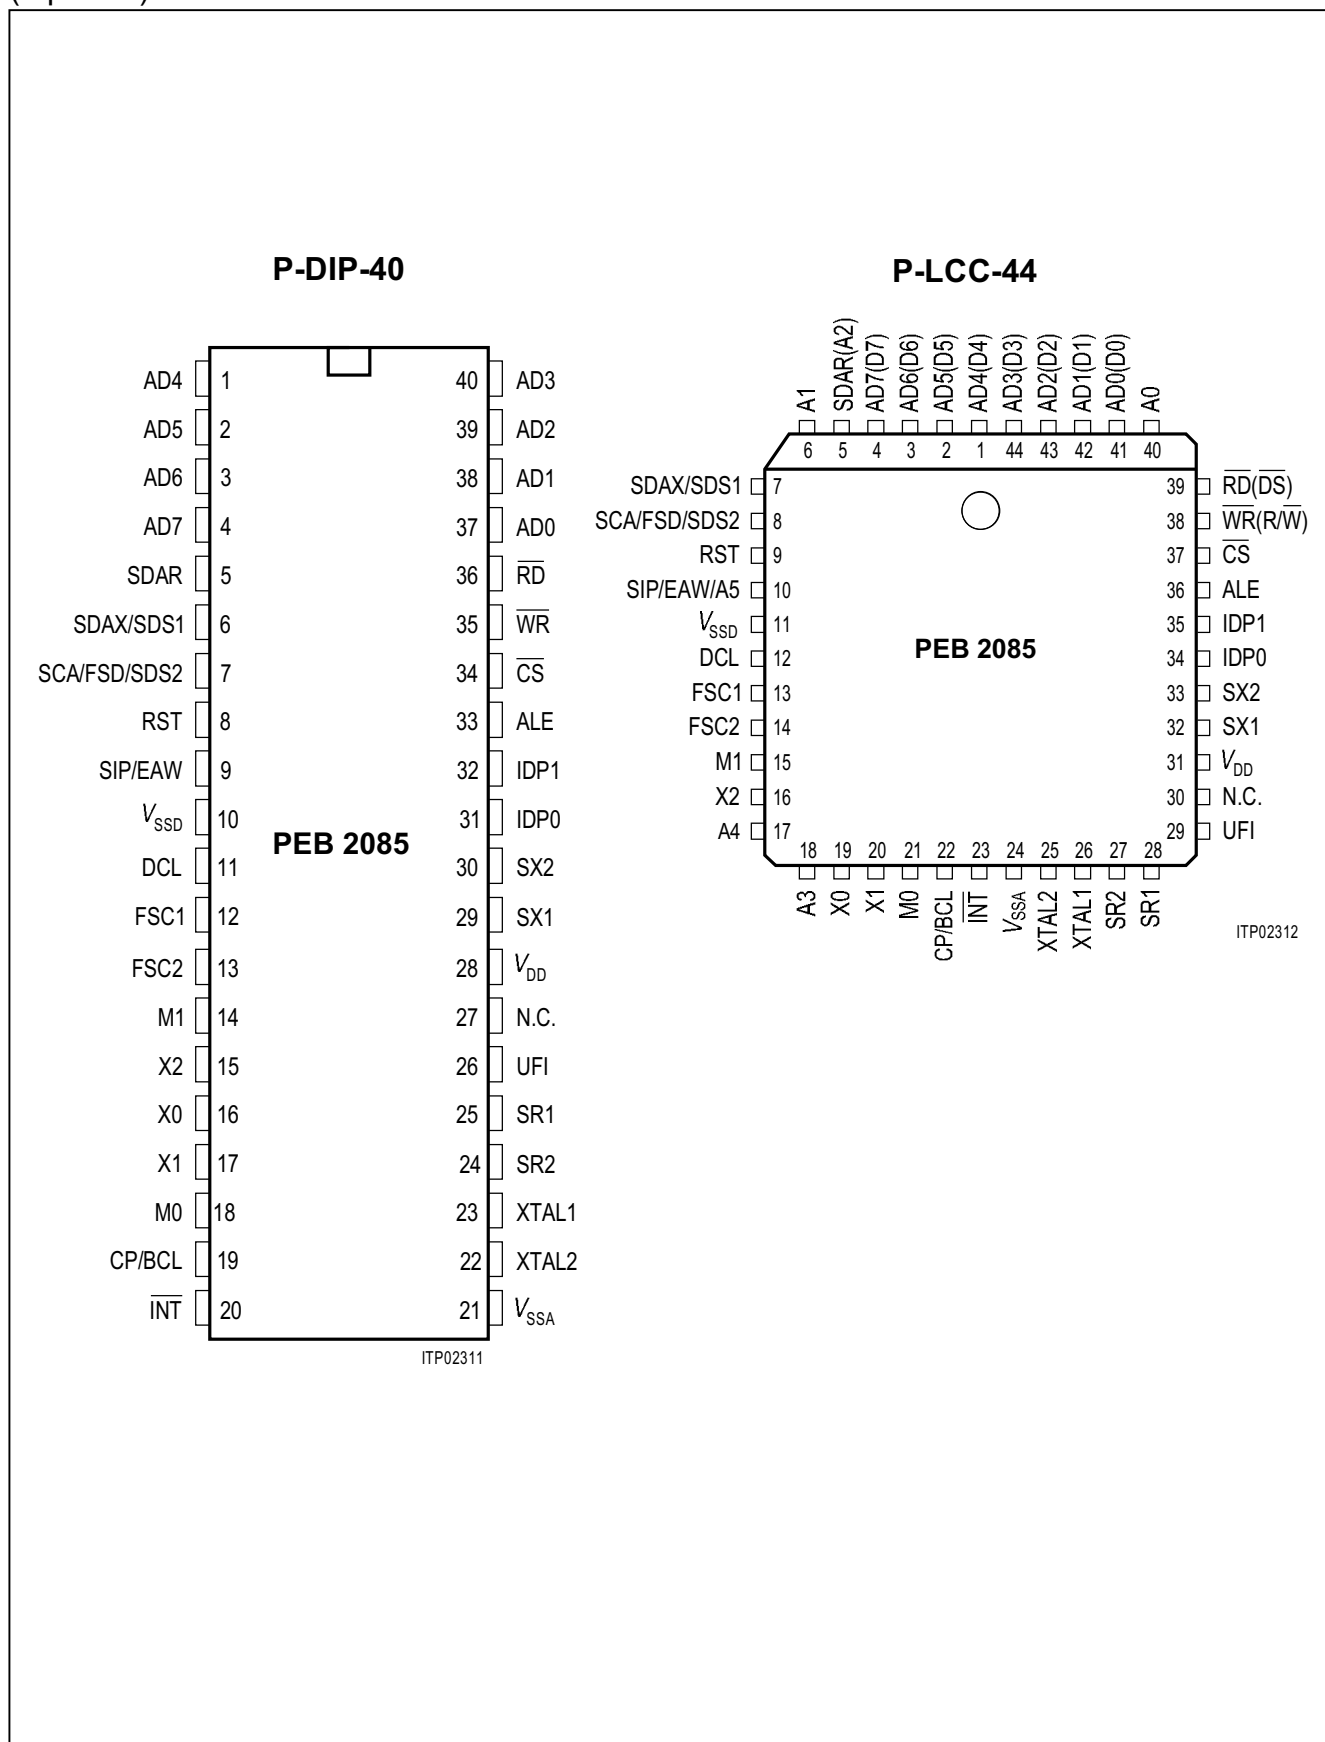 P-DIP-40
AD4 1 40 AD3
AD5 2 39 AD2
AD6 3 38 AD1
AD7 4 37 AD0
SDAR 5 36 R̅D̅
SDAX/SDS1 6 35 W̅R̅
SCA/FSD/SDS2 7 34 C̅S̅
RST 8 33 ALE
SIP/EAW 9 32 IDP1
VSSD 10 31 IDP0
PEB 2085
DCL 11 30 SX2
FSC1 12 29 SX1
FSC2 13 28 VDD
M1 14 27 N.C.
X2 15 26 UFI
X0 16 25 SR1
X1 17 24 SR2
M0 18 23 XTAL1
CP/BCL 19 22 XTAL2
I̅N̅T̅ 20 21 VSSA
ITP02311
P-LCC-44
A1 SDAR(A2) AD7(D7) AD6(D6) AD5(D5) AD4(D4) AD3(D3) AD2(D2) AD1(D1) AD0(D0) A0
6 5 4 3 2 1 44 43 42 41 40
SDAX/SDS1 7 39 R̅D̅(D̅S̅)
SCA/FSD/SDS2 8 38 W̅R̅(R/W̅)
RST 9 37 C̅S̅
SIP/EAW/A5 10 36 ALE
VSSD 11 35 IDP1
PEB 2085
DCL 12 34 IDP0
FSC1 13 33 SX2
FSC2 14 32 SX1
M1 15 31 VDD
X2 16 30 N.C.
A4 17 29 UFI
18 19 20 21 22 23 24 25 26 27 28
A3 X0 X1 M0 CP/BCL I̅N̅T̅ VSSA XTAL2 XTAL1 SR2 SR1
ITP02312